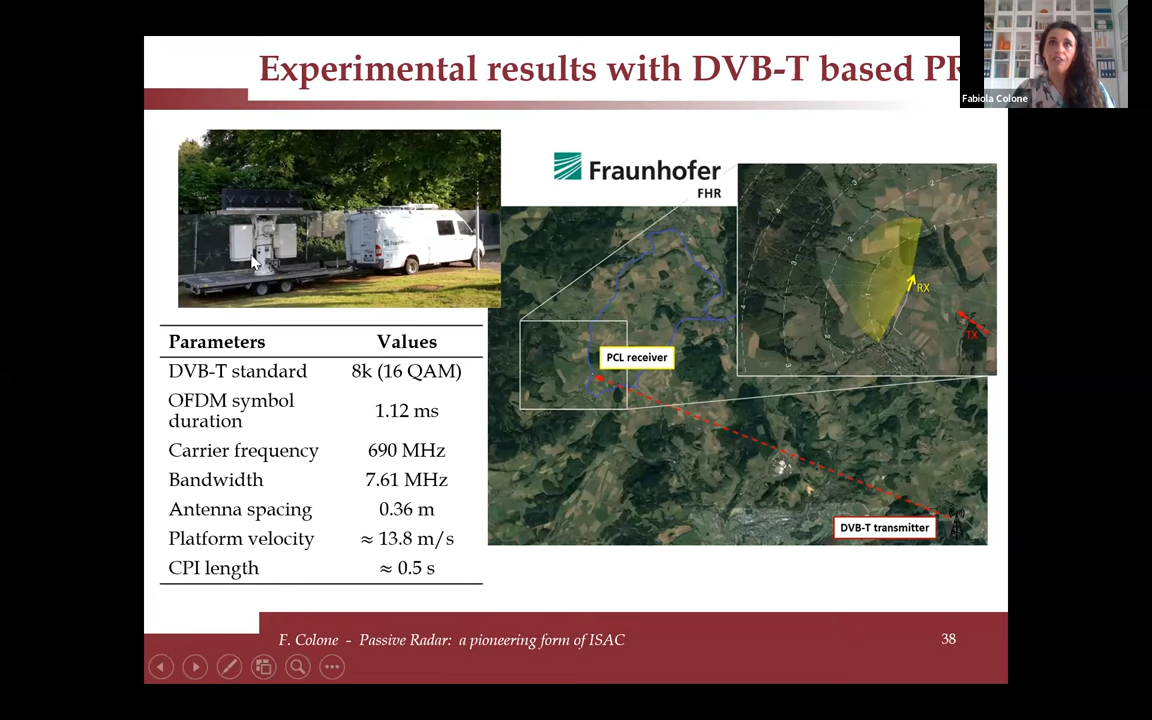 Experimental results with DVB-T based PR
Fabiola Colone
Fraunhofer
FHR
RX
TX
PCL receiver
DVB-T transmitter
Parameters Values
DVB-T standard 8k (16 QAM)
OFDM symbol duration 1.12 ms
Carrier frequency 690 MHz
Bandwidth 7.61 MHz
Antenna spacing 0.36 m
Platform velocity ≈ 13.8 m/s
CPI length ≈ 0.5 s
F. Colone - Passive Radar: a pioneering form of ISAC
38